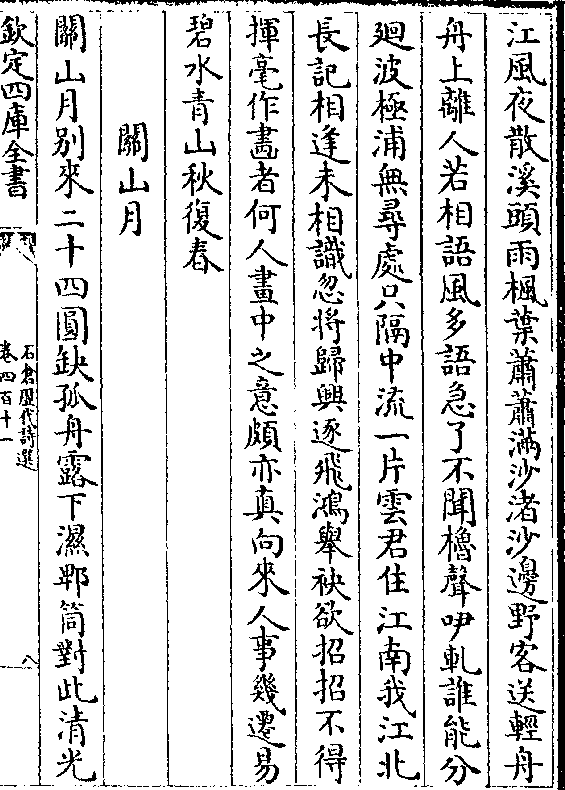 江風夜散溪頭雨楓葉蕭蕭滿沙渚沙邊野客送輕舟
舟上離人若相語風多語急了不聞櫓聲咿軋誰能分
廻波極浦無尋處只隔中流一片雲君住江南我江北
長記相逢未相識忽將歸興逐飛鴻舉袂欲招招不得
揮毫作畫者何人畫中之意頗亦真向來人事幾遷易
碧水青山秋復春
關山月
關山月别來二十四圓缺孤舟露下濕郫筒對此清光
欽定四庫全書
石倉歷代詩選
卷四百十一
八